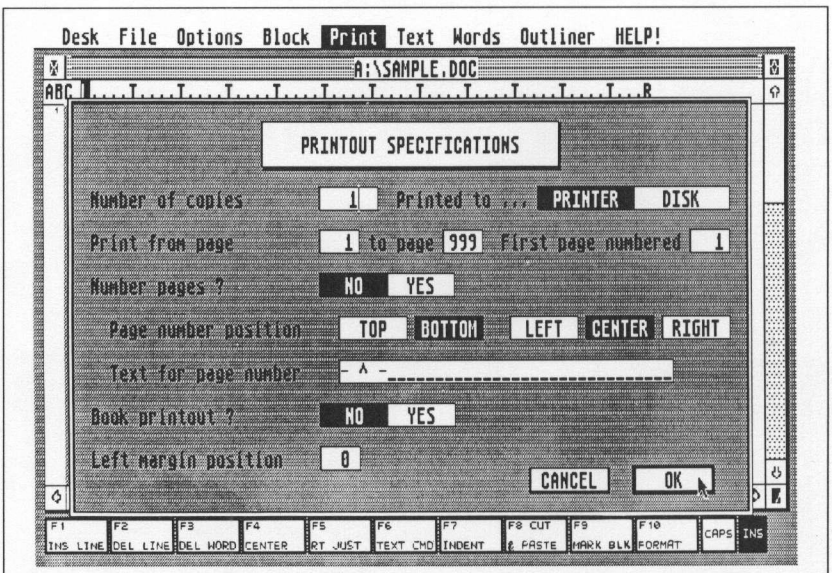 Desk File Options Block Print Text Words Outliner HELP!
A:\SAMPLE.DOC
ABC T T T T T T T T T R
1
PRINTOUT SPECIFICATIONS
Number of copies 1 Printed to ... PRINTER DISK
Print from page 1 to page 999 First page numbered 1
Number pages ? NO YES
Page number position TOP BOTTOM LEFT CENTER RIGHT
Text for page number - ^ -
Book printout ? NO YES
Left margin position 0
CANCEL OK
F1 F2 F3 F4 F5 F6 F7 F8 CUT F9 F10 CAPS INS
INS LINE DEL LINE DEL WORD CENTER RT JUST TEXT CMD INDENT & PASTE MARK BLK FORMAT